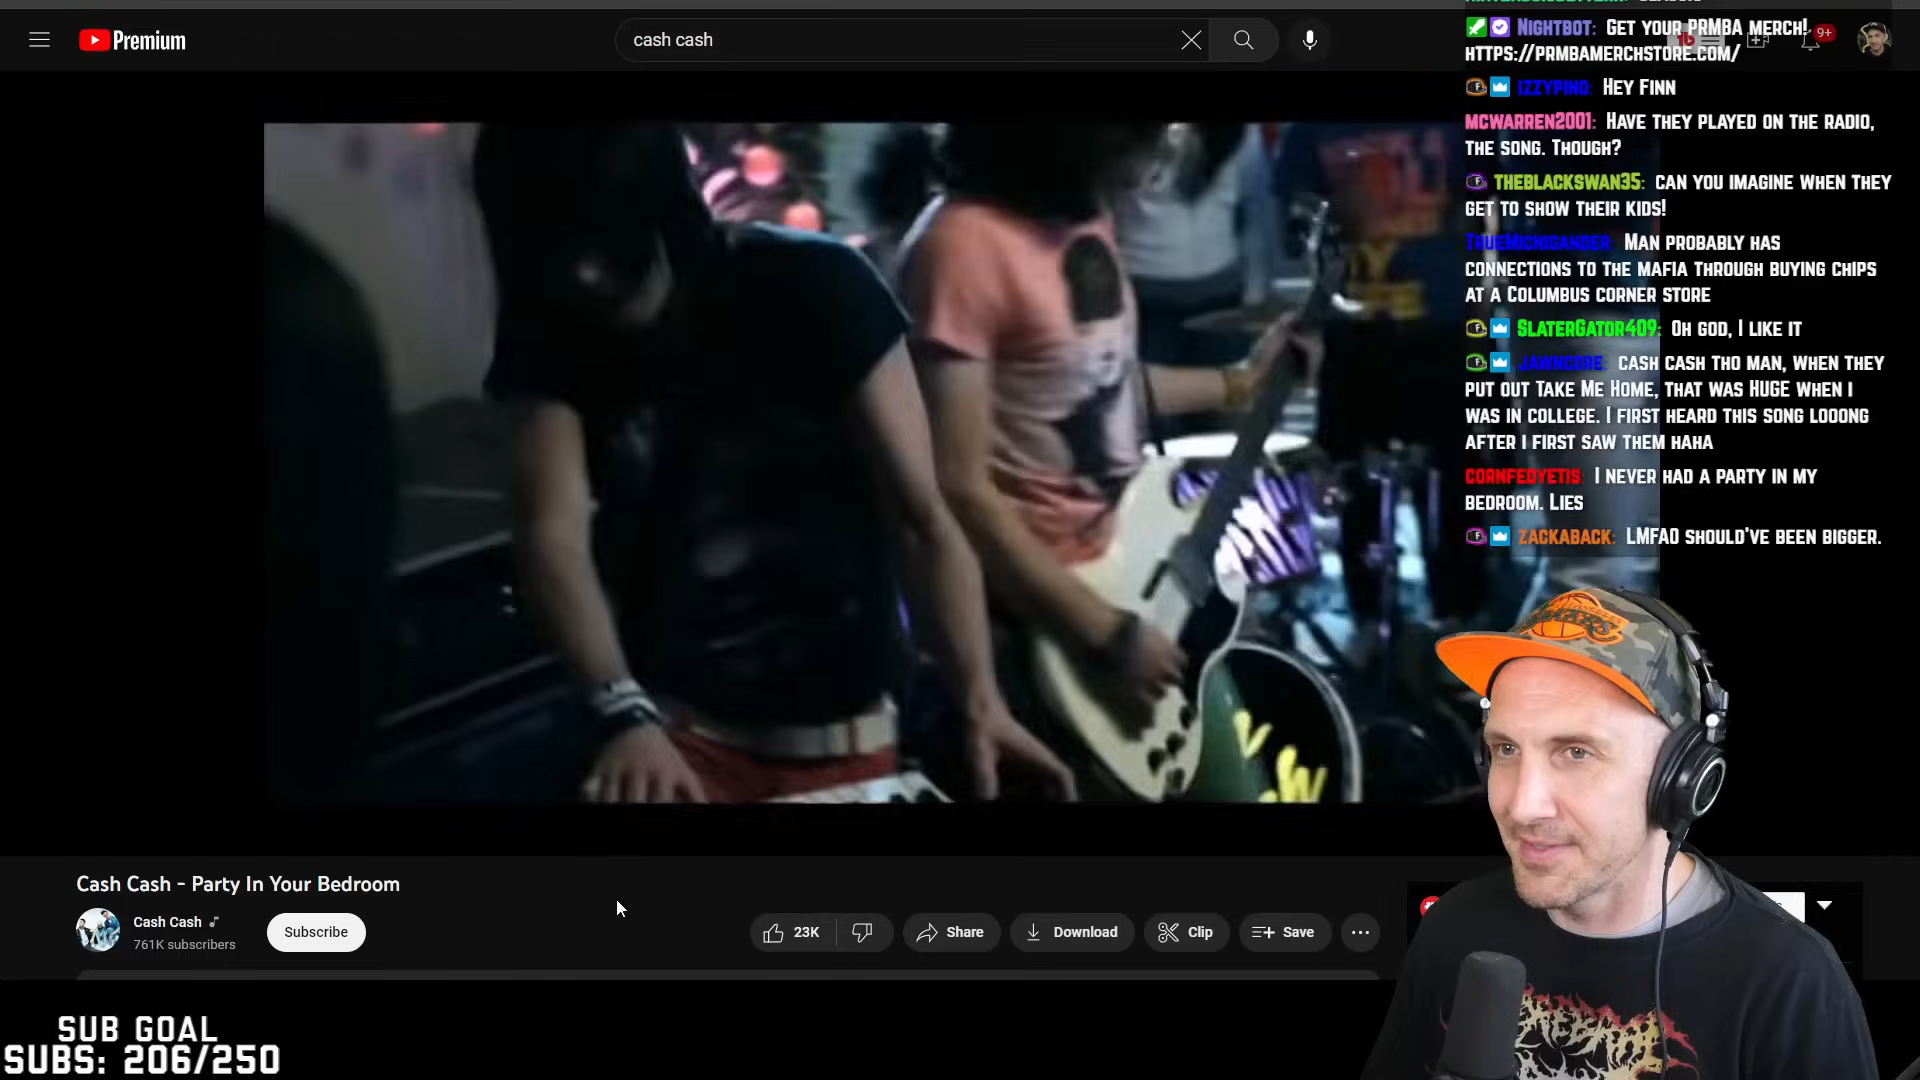 Premium
cash cash
9+
NIGHTBOT: GET YOUR PRMBA MERCH!
HTTPS://PRMBAMERCHSTORE.COM/
IZZYPINO: HEY FINN
MCWARREN2001: HAVE THEY PLAYED ON THE RADIO,
THE SONG. THOUGH?
THEBLACKSWAN35: CAN YOU IMAGINE WHEN THEY
GET TO SHOW THEIR KIDS!
TRUEMICHIGANDER: MAN PROBABLY HAS
CONNECTIONS TO THE MAFIA THROUGH BUYING CHIPS
AT A COLUMBUS CORNER STORE
SLATERGATOR409: OH GOD, I LIKE IT
JAWNCORE: CASH CASH THO MAN, WHEN THEY
PUT OUT TAKE ME HOME, THAT WAS HUGE WHEN I
WAS IN COLLEGE. I FIRST HEARD THIS SONG LOOONG
AFTER I FIRST SAW THEM HAHA
CORNFEDYETIS: I NEVER HAD A PARTY IN MY
BEDROOM. LIES
ZACKABACK: LMFAO SHOULD'VE BEEN BIGGER.
Cash Cash - Party In Your Bedroom
Cash Cash
761K subscribers
Subscribe
23K
Share
Download
Clip
Save
SUB GOAL
SUBS: 206/250